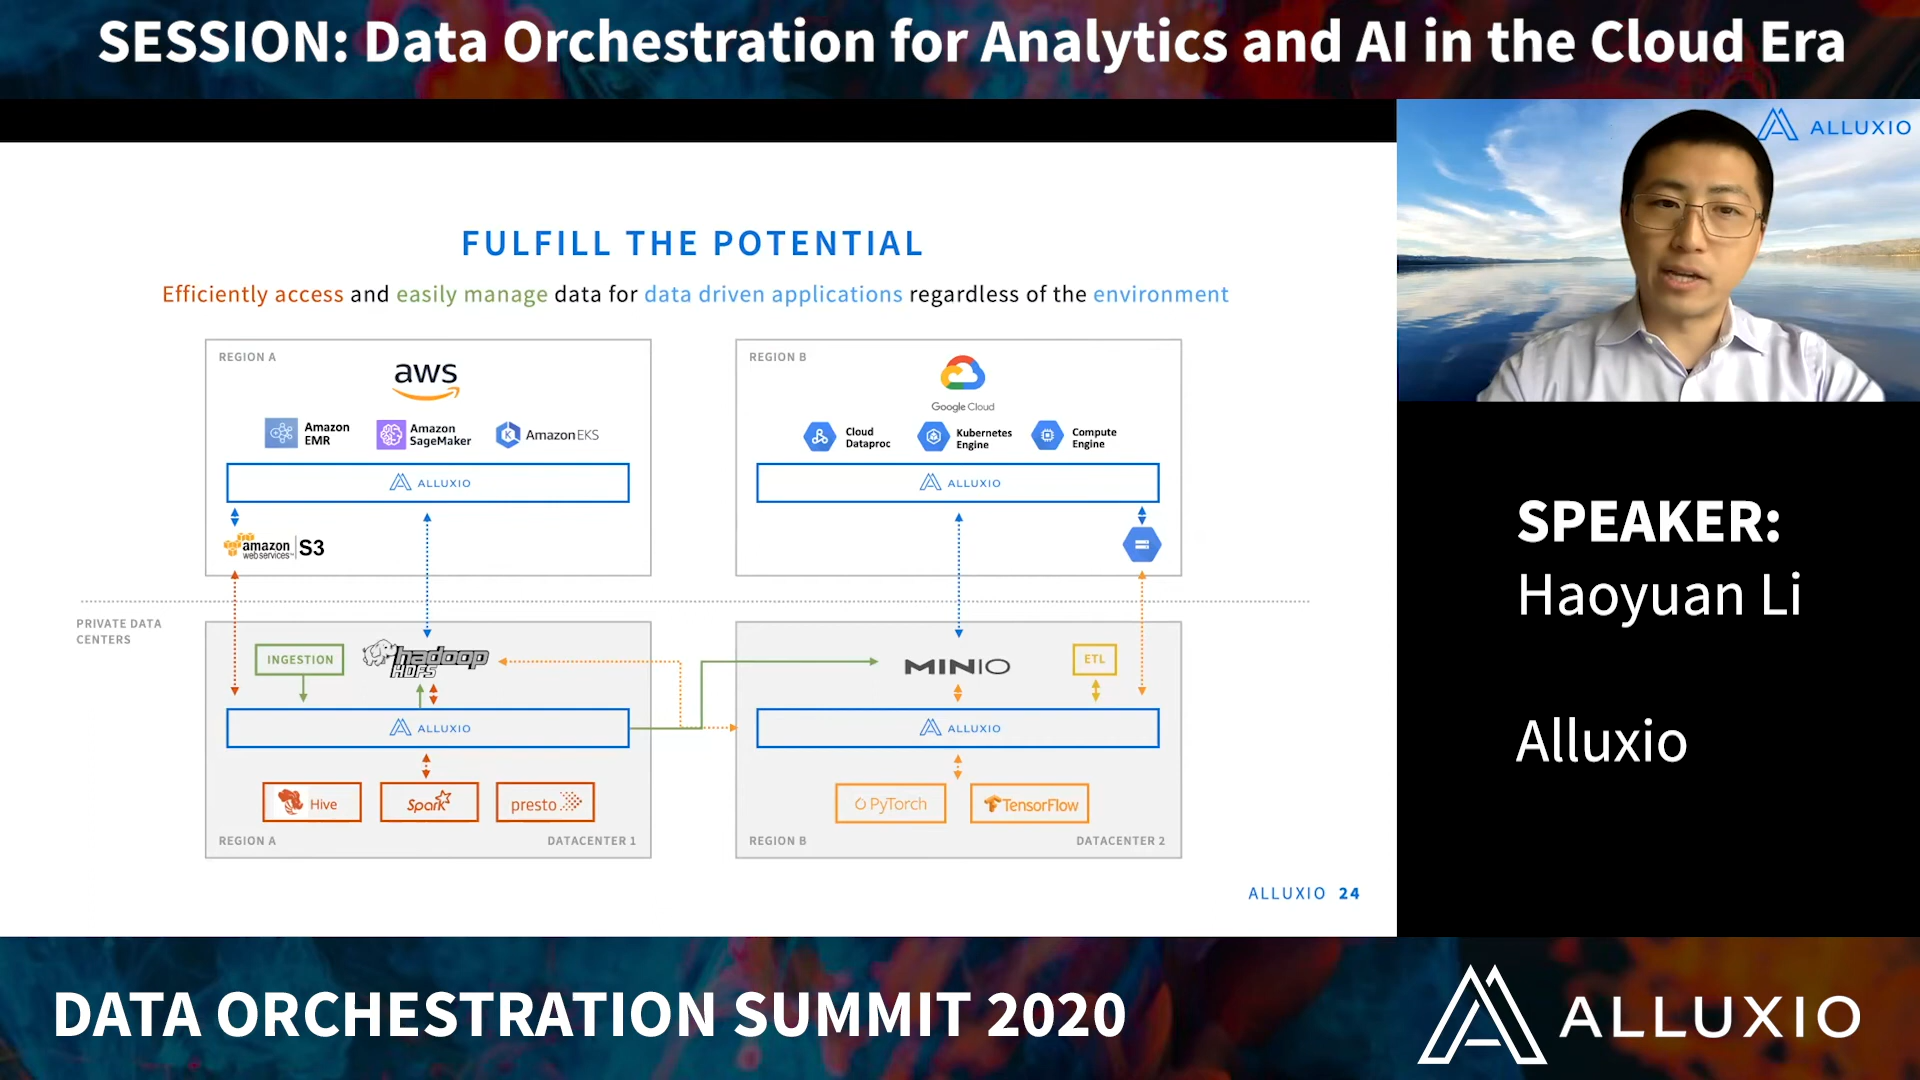 SESSION: Data Orchestration for Analytics and AI in the Cloud Era
ALLUXIO
FULFILL THE POTENTIAL
Efficiently access and easily manage data for data driven applications regardless of the environment
REGION A
aws
Amazon
EMR
Amazon
SageMaker
Amazon EKS
ALLUXIO
amazon
webservices™
S3
REGION B
Google Cloud
Cloud
Dataproc
Kubernetes
Engine
Compute
Engine
ALLUXIO
PRIVATE DATA
CENTERS
INGESTION
hadoop
HDFS
ALLUXIO
Hive
Spark
presto
REGION A
DATACENTER 1
MINIO
ETL
ALLUXIO
PyTorch
TensorFlow
REGION B
DATACENTER 2
ALLUXIO 24
SPEAKER:
Haoyuan Li
Alluxio
DATA ORCHESTRATION SUMMIT 2020
ALLUXIO